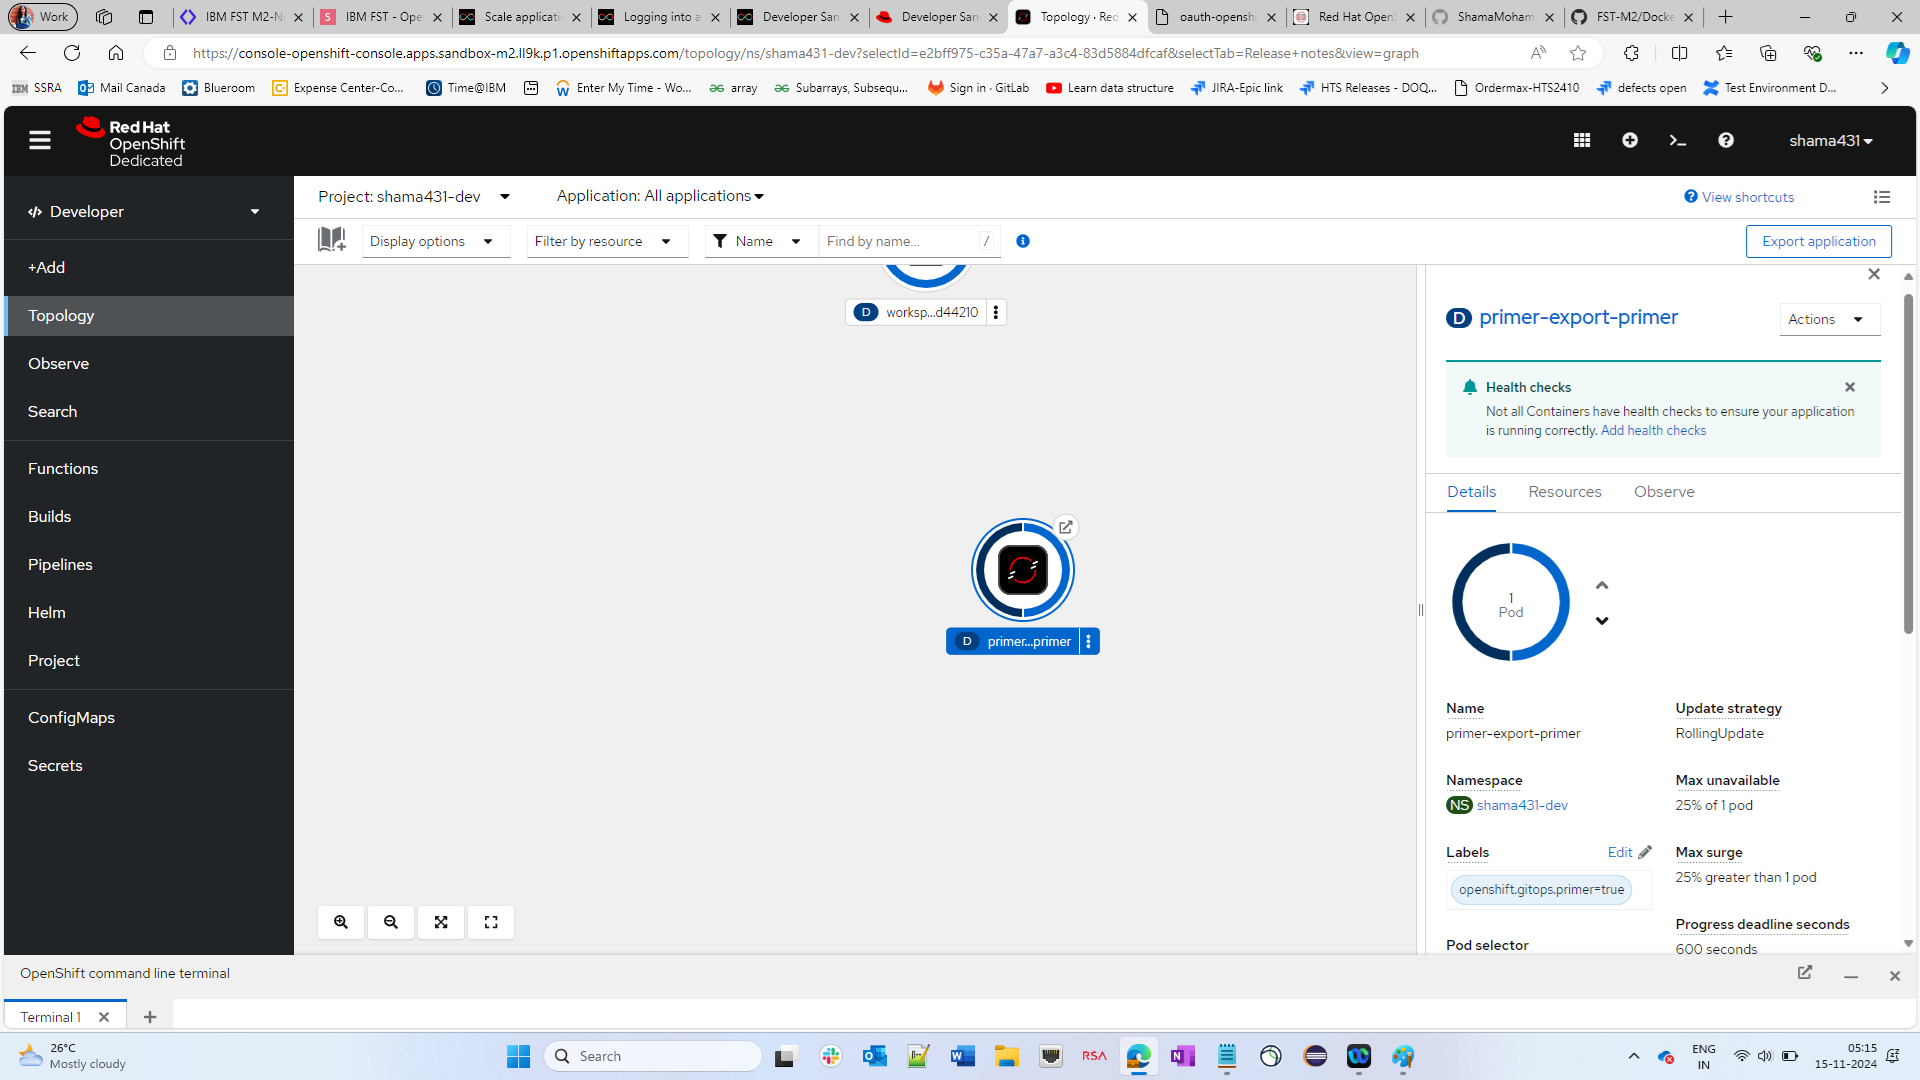 Work
IBM FST M2-N
IBM FST - Ope
Scale applicatio
Logging into a
Developer San
Developer San
Topology · Red
oauth-openshi
Red Hat OpenS
ShamaMoham
FST-M2/Docke
https://console-openshift-console.apps.sandbox-m2.ll9k.p1.openshiftapps.com/topology/ns/shama431-dev?selectId=e2bff975-c35a-47a7-a3c4-83d5884dfcaf&selectTab=Release+notes&view=graph
IBM SSRA
Mail Canada
Blueroom
Expense Center-Co...
Time@IBM
Enter My Time - Wo...
array
Subarrays, Subsequ...
Sign in · GitLab
Learn data structure
JIRA-Epic link
HTS Releases - DOQ...
Ordermax-HTS2410
defects open
Test Environment D...
Red Hat
OpenShift
Dedicated
shama431
Developer
+Add
Topology
Observe
Search
Functions
Builds
Pipelines
Helm
Project
ConfigMaps
Secrets
Project: shama431-dev
Application: All applications
View shortcuts
Display options
Filter by resource
Name
Find by name...
/
Export application
D worksp...d44210
D primer...primer
D primer-export-primer
Actions
Health checks
Not all Containers have health checks to ensure your application
is running correctly. Add health checks
Details
Resources
Observe
1
Pod
Name
primer-export-primer
Update strategy
RollingUpdate
Namespace
NS shama431-dev
Max unavailable
25% of 1 pod
Labels
Edit
openshift.gitops.primer=true
Max surge
25% greater than 1 pod
Pod selector
Progress deadline seconds
600 seconds
OpenShift command line terminal
Terminal 1
26°C
Mostly cloudy
Search
RSA
ENG
IN
05:15
15-11-2024